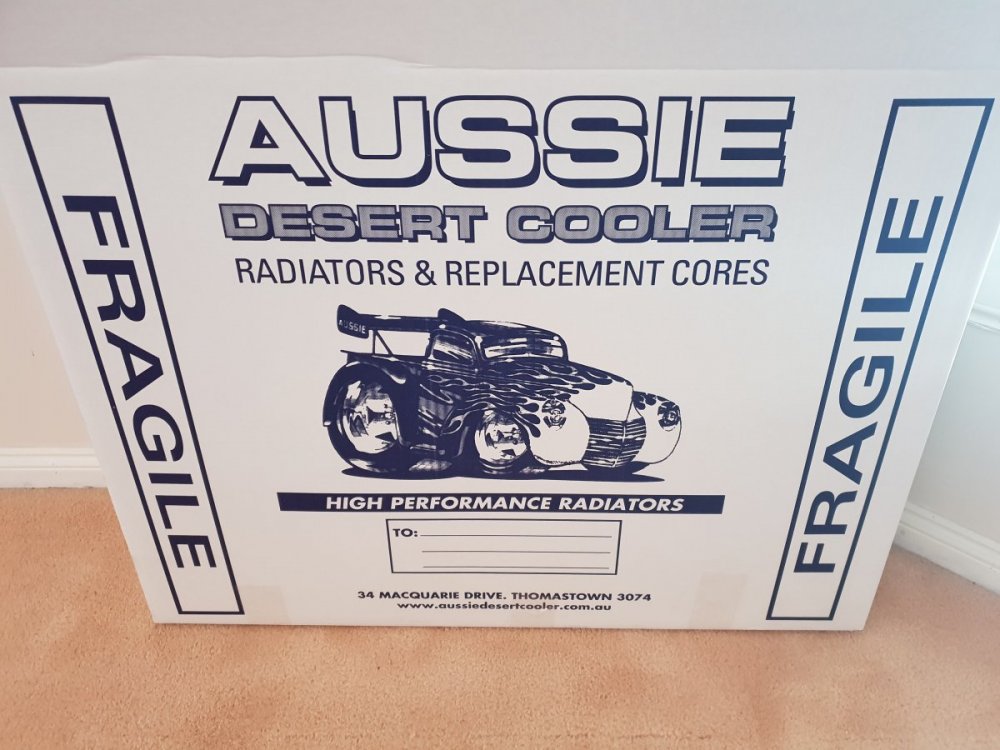 AUSSIE
DESERT COOLER
RADIATORS & REPLACEMENT CORES
FRAGILE
FRAGILE
AUSSIE
HIGH PERFORMANCE RADIATORS
TO:
34 MACQUARIE DRIVE. THOMASTOWN 3074
www.aussiedesertcooler.com.au